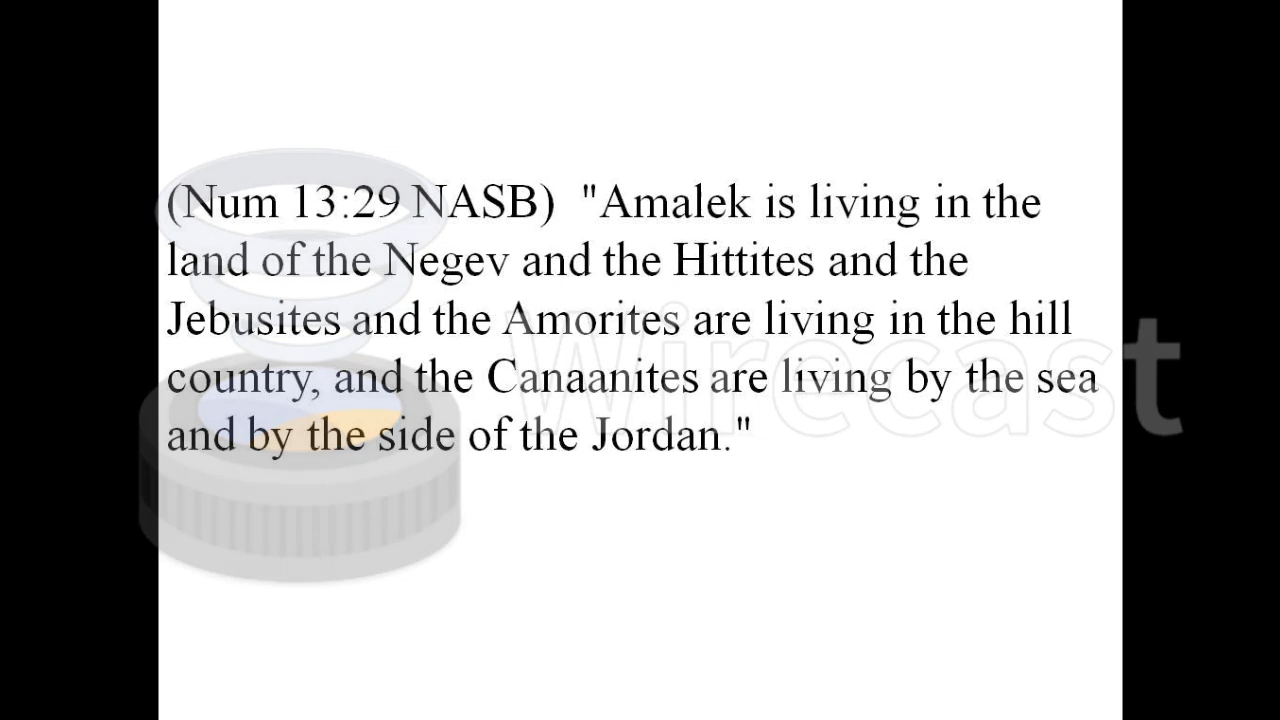 (Num 13:29 NASB)  "Amalek is living in the
land of the Negev and the Hittites and the
Jebusites and the Amorites are living in the hill
country, and the Canaanites are living by the sea
and by the side of the Jordan."
Wirecast